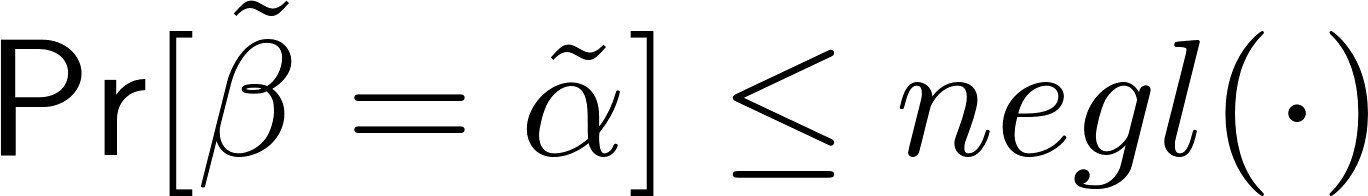 Pr[β̃ = α̃] ≤ negl(·)